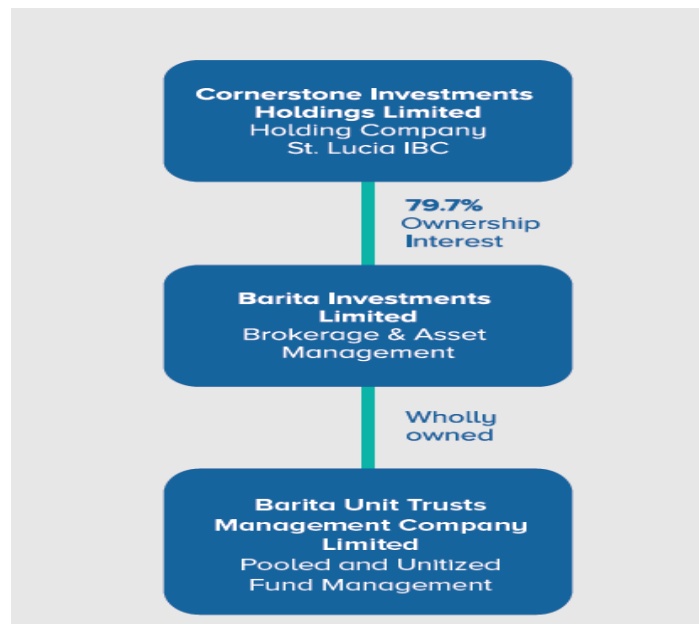 Cornerstone Investments
Holdings Limited
Holding Company
St. Lucia IBC
79.7%
Ownership
Interest
Barita Investments
Limited
Brokerage & Asset
Management
Wholly
owned
Barita Unit Trusts
Management Company
Limited
Pooled and Unitized
Fund Management